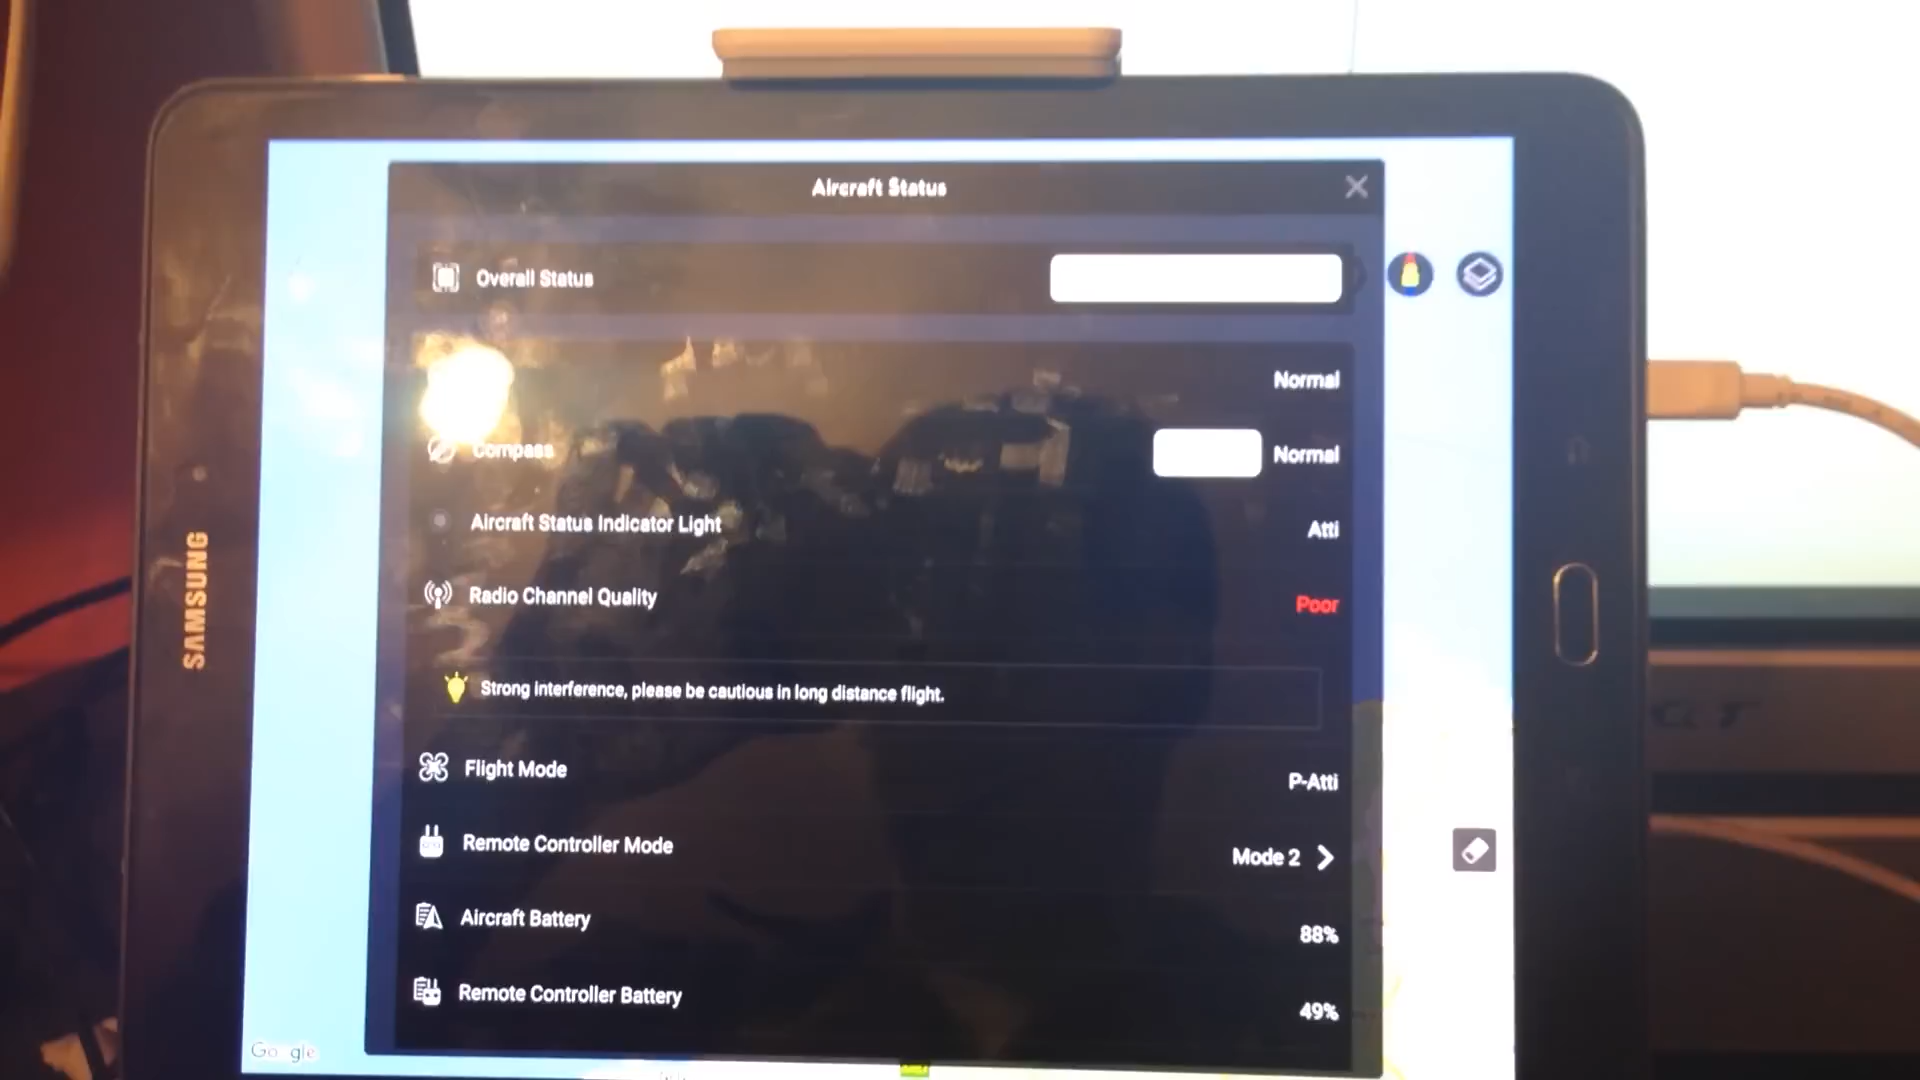 Aircraft Status
Overall Status
Normal
Compass
Normal
Aircraft Status Indicator Light
Atti
Radio Channel Quality
Poor
Strong interference, please be cautious in long distance flight.
Flight Mode
P-Atti
Remote Controller Mode
Mode 2
Aircraft Battery
88%
Remote Controller Battery
49%
SAMSUNG
Google